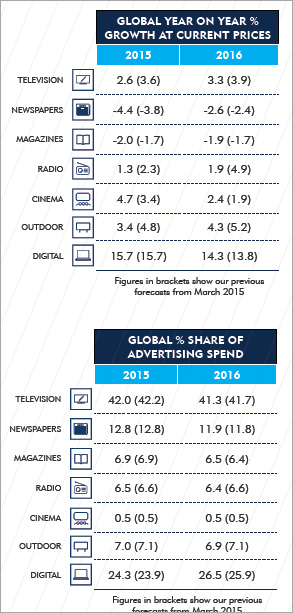 GLOBAL YEAR ON YEAR %
GROWTH AT CURRENT PRICES
2015 2016
TELEVISION 2.6 (3.6) 3.3 (3.9)
NEWSPAPERS -4.4 (-3.8) -2.6 (-2.4)
MAGAZINES -2.0 (-1.7) -1.9 (-1.7)
RADIO 1.3 (2.3) 1.9 (4.9)
CINEMA 4.7 (3.4) 2.4 (1.9)
OUTDOOR 3.4 (4.8) 4.3 (5.2)
DIGITAL 15.7 (15.7) 14.3 (13.8)
Figures in brackets show our previous
forecasts from March 2015
GLOBAL % SHARE OF
ADVERTISING SPEND
2015 2016
TELEVISION 42.0 (42.2) 41.3 (41.7)
NEWSPAPERS 12.8 (12.8) 11.9 (11.8)
MAGAZINES 6.9 (6.9) 6.5 (6.4)
RADIO 6.5 (6.6) 6.4 (6.6)
CINEMA 0.5 (0.5) 0.5 (0.5)
OUTDOOR 7.0 (7.1) 6.9 (7.1)
DIGITAL 24.3 (23.9) 26.5 (25.9)
Figures in brackets show our previous
forecasts from March 2015